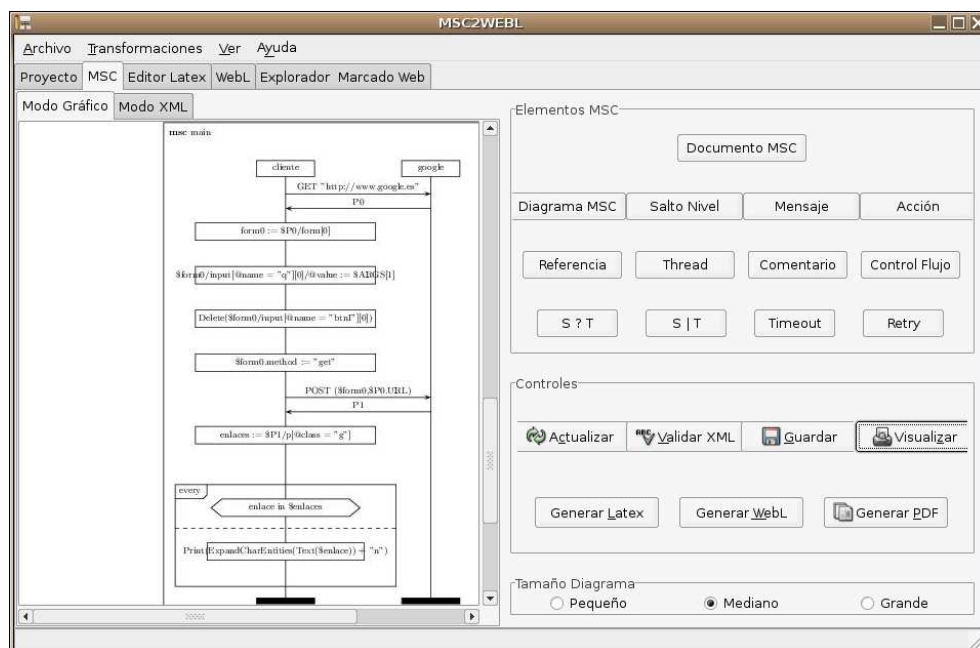 MSC2WEBL
Archivo Transformaciones Ver Ayuda
Proyecto MSC Editor Latex WebL Explorador Marcado Web
Modo Gráfico Modo XML
msc main
cliente google
GET "http://www.google.es"
P0
form0 := $P0/form[0]
$form0/input[@name = "q"][0]/@value := $ARGS[1]
Delete($form0/input[@name = "btnI"][0])
$form0.method := "get"
POST ($form0,$P0.URL)
P1
enlaces := $P1/p[@class = "g"]
every
enlace in $enlaces
Print(ExpandCharEntities(Text($enlace)) + "n")
Elementos MSC
Documento MSC
Diagrama MSC Salto Nivel Mensaje Acción
Referencia Thread Comentario Control Flujo
S ? T S | T Timeout Retry
Controles
Actualizar ABC Validar XML Guardar Visualizar
Generar Latex Generar WebL Generar PDF
Tamaño Diagrama
Pequeño Mediano Grande